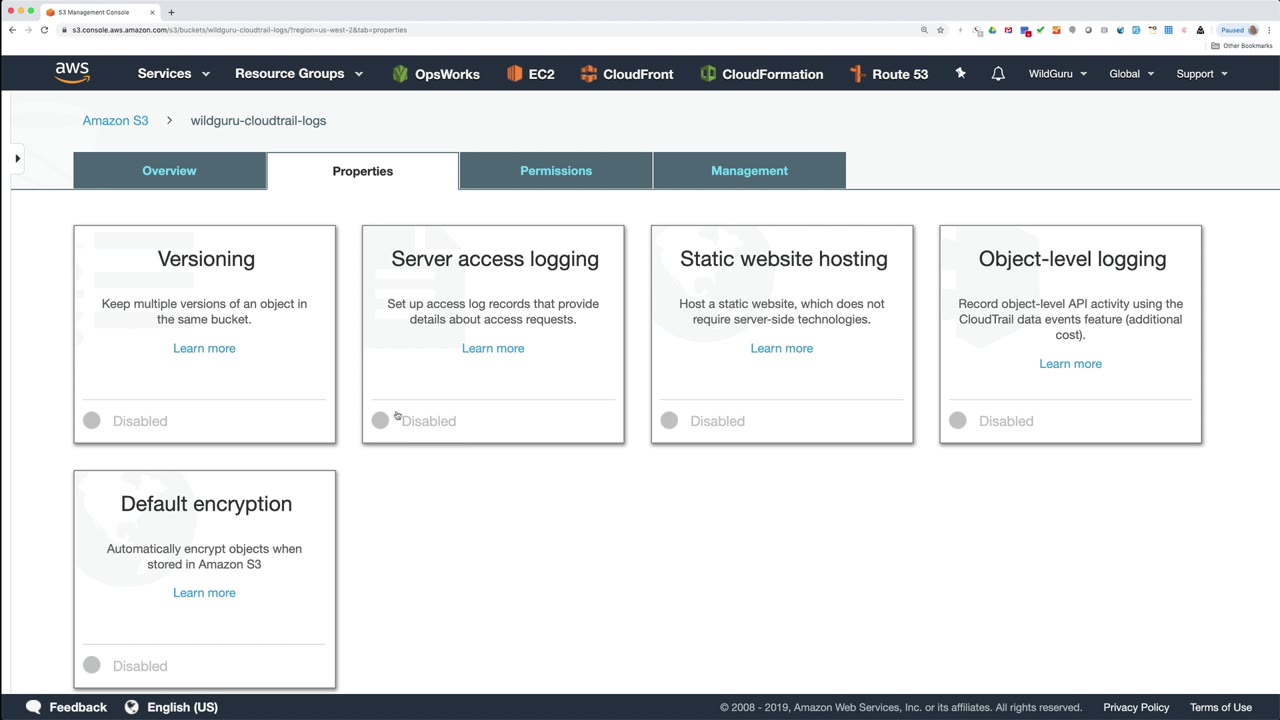 S3 Management Console
s3.console.aws.amazon.com/s3/buckets/wildguru-cloudtrail-logs/?region=us-west-2&tab=properties
Paused
Other Bookmarks
aws
Services
Resource Groups
OpsWorks
EC2
CloudFront
CloudFormation
Route 53
WildGuru
Global
Support
Amazon S3
wildguru-cloudtrail-logs
Overview
Properties
Permissions
Management
Versioning
Keep multiple versions of an object in
the same bucket.
Learn more
Disabled
Server access logging
Set up access log records that provide
details about access requests.
Learn more
Disabled
Static website hosting
Host a static website, which does not
require server-side technologies.
Learn more
Disabled
Object-level logging
Record object-level API activity using the
CloudTrail data events feature (additional
cost).
Learn more
Disabled
Default encryption
Automatically encrypt objects when
stored in Amazon S3
Learn more
Disabled
Feedback
English (US)
© 2008 - 2019, Amazon Web Services, Inc. or its affiliates. All rights reserved.
Privacy Policy
Terms of Use